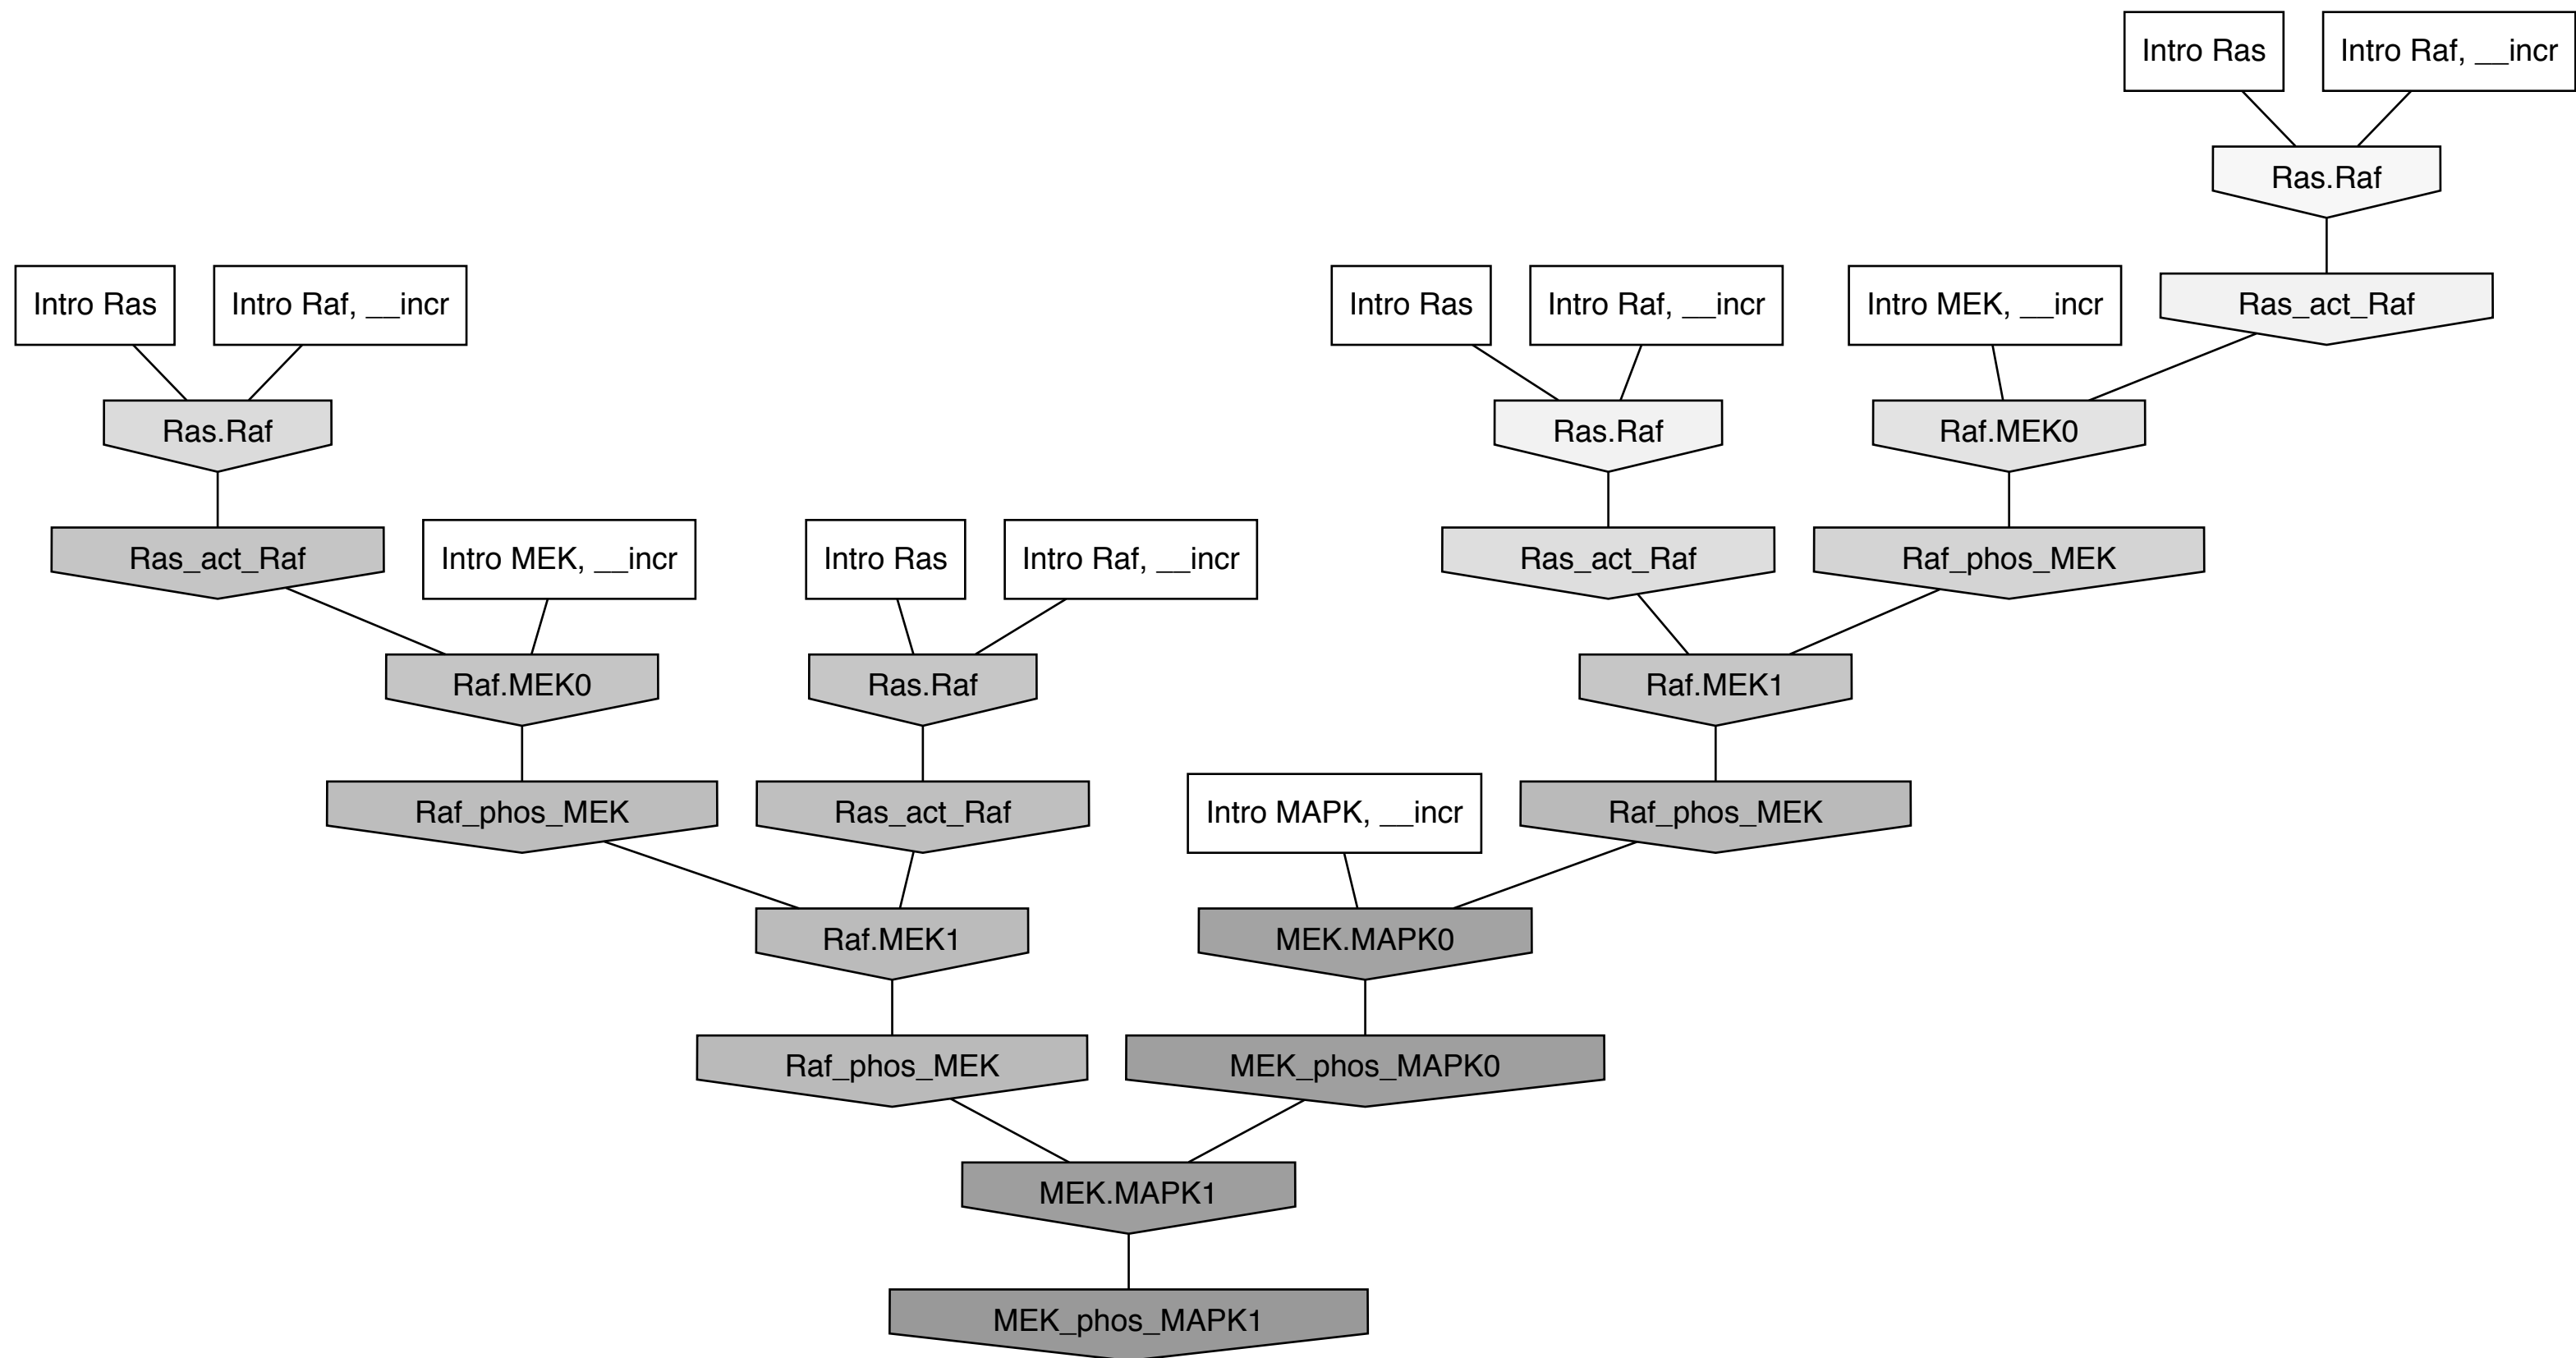 Intro Ras
Intro Raf, __incr
Ras.Raf
Intro Ras
Intro Raf, __incr
Intro Ras
Intro Raf, __incr
Intro MEK, __incr
Ras_act_Raf
Ras.Raf
Ras.Raf
Raf.MEK0
Ras_act_Raf
Intro MEK, __incr
Intro Ras
Intro Raf, __incr
Ras_act_Raf
Raf_phos_MEK
Raf.MEK0
Ras.Raf
Raf.MEK1
Raf_phos_MEK
Ras_act_Raf
Intro MAPK, __incr
Raf_phos_MEK
Raf.MEK1
MEK.MAPK0
Raf_phos_MEK
MEK_phos_MAPK0
MEK.MAPK1
MEK_phos_MAPK1